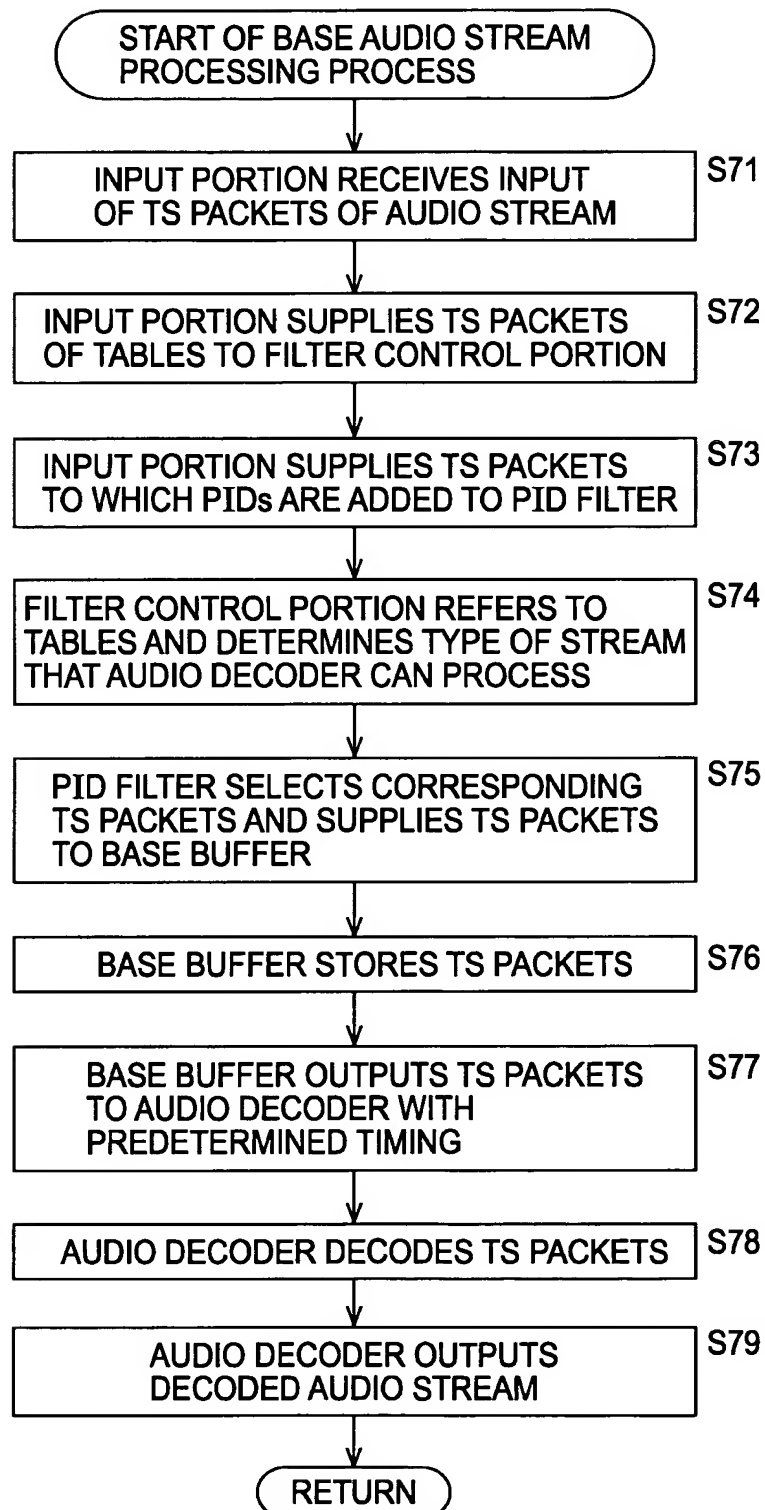 START OF BASE AUDIO STREAM
PROCESSING PROCESS
INPUT PORTION RECEIVES INPUT
OF TS PACKETS OF AUDIO STREAM
S71
INPUT PORTION SUPPLIES TS PACKETS
OF TABLES TO FILTER CONTROL PORTION
S72
INPUT PORTION SUPPLIES TS PACKETS
TO WHICH PIDs ARE ADDED TO PID FILTER
S73
FILTER CONTROL PORTION REFERS TO
TABLES AND DETERMINES TYPE OF STREAM
THAT AUDIO DECODER CAN PROCESS
S74
PID FILTER SELECTS CORRESPONDING
TS PACKETS AND SUPPLIES TS PACKETS
TO BASE BUFFER
S75
BASE BUFFER STORES TS PACKETS
S76
BASE BUFFER OUTPUTS TS PACKETS
TO AUDIO DECODER WITH
PREDETERMINED TIMING
S77
AUDIO DECODER DECODES TS PACKETS
S78
AUDIO DECODER OUTPUTS
DECODED AUDIO STREAM
S79
RETURN